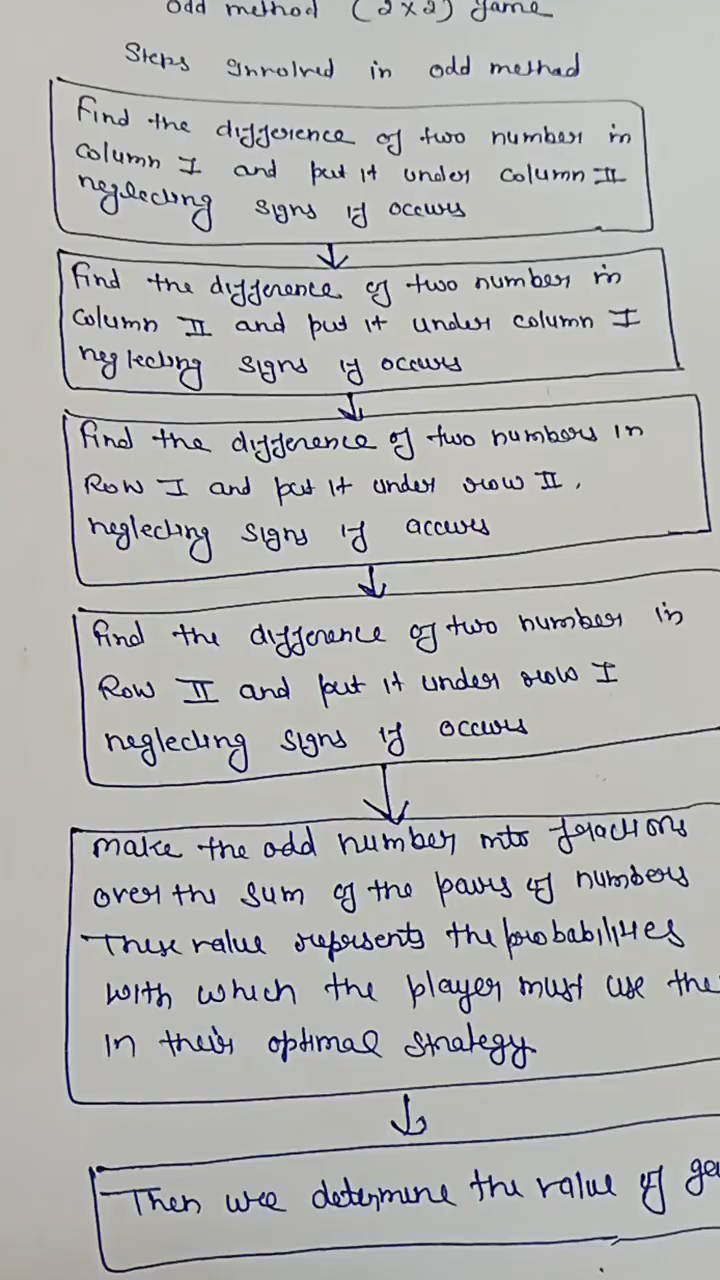 Odd method (2×2) game
Steps involved in odd method
Find the difference of two number in
column I and put it under column II
neglecting signs if occurs
Find the difference of two number in
column II and put it under column I
neglecting signs if occurs
Find the difference of two numbers in
Row I and put it under row II,
neglecting signs if accurs
Find the difference of two number in
Row II and put it under row I
neglecting signs if occurs
Make the odd number into fractions
over the sum of the pairs of numbers
These value represents the probabilities
with which the player must use the
in their optimal strategy
Then we determine the value of